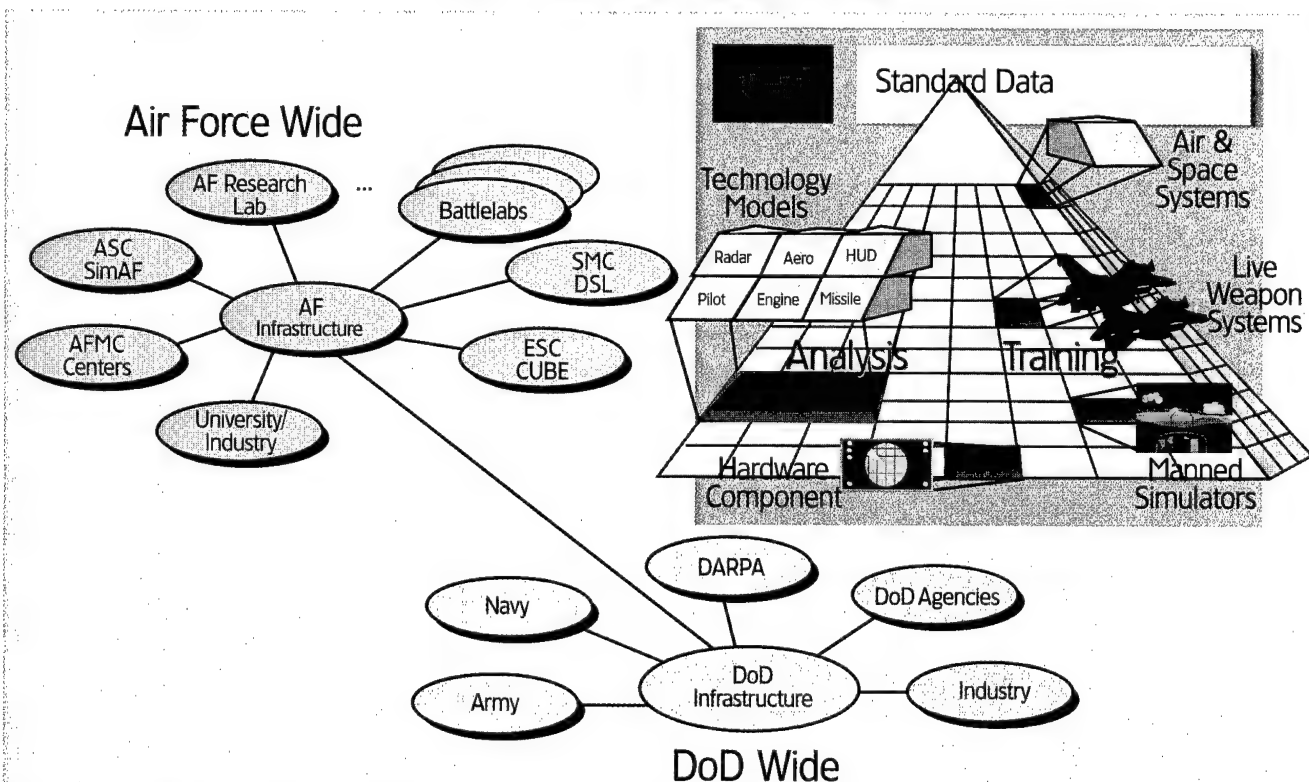 Air Force Wide
AF Research
Lab
...
Battlelabs
ASC
SimAF
SMC
DSL
AF
Infrastructure
AFMC
Centers
ESC
CUBE
University/
Industry
Standard Data
Technology
Models
Air &
Space
Systems
Radar
Aero
HUD
Pilot
Engine
Missile
Live
Weapon
Systems
Analysis
Training
Hardware
Component
Manned
Simulators
DARPA
Navy
DoD Agencies
DoD
Infrastructure
Army
Industry
DoD Wide